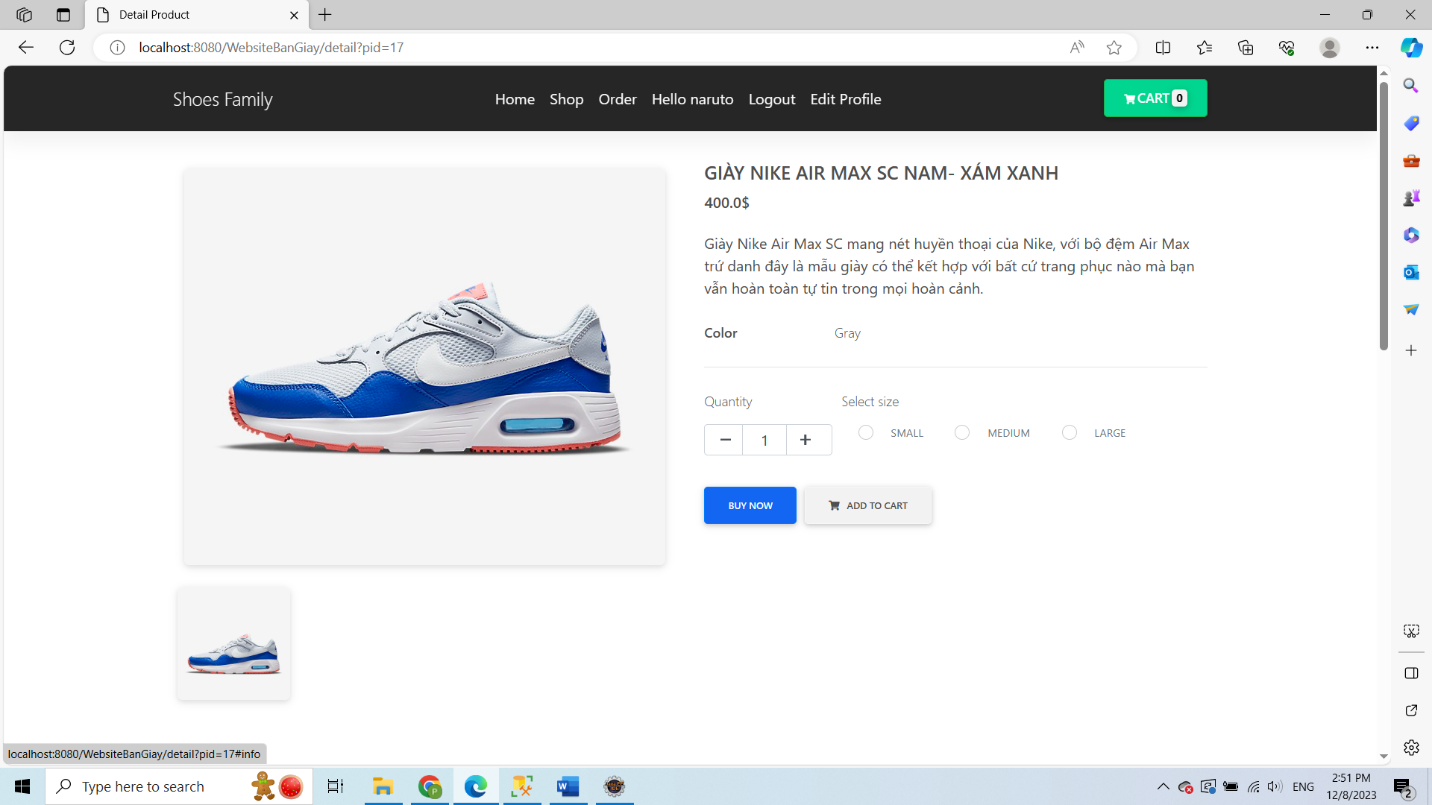 Detail Product
localhost:8080/WebsiteBanGiay/detail?pid=17
Shoes Family
Home Shop Order Hello naruto Logout Edit Profile
CART 0
GIÀY NIKE AIR MAX SC NAM- XÁM XANH
400.0$
Giày Nike Air Max SC mang nét huyền thoại của Nike, với bộ đệm Air Max
trứ danh đây là mẫu giày có thể kết hợp với bất cứ trang phục nào mà bạn
vẫn hoàn toàn tự tin trong mọi hoàn cảnh.
Color Gray
Quantity Select size
1 SMALL MEDIUM LARGE
BUY NOW ADD TO CART
localhost:8080/WebsiteBanGiay/detail?pid=17#info
Type here to search
ENG
2:51 PM
12/8/2023
2